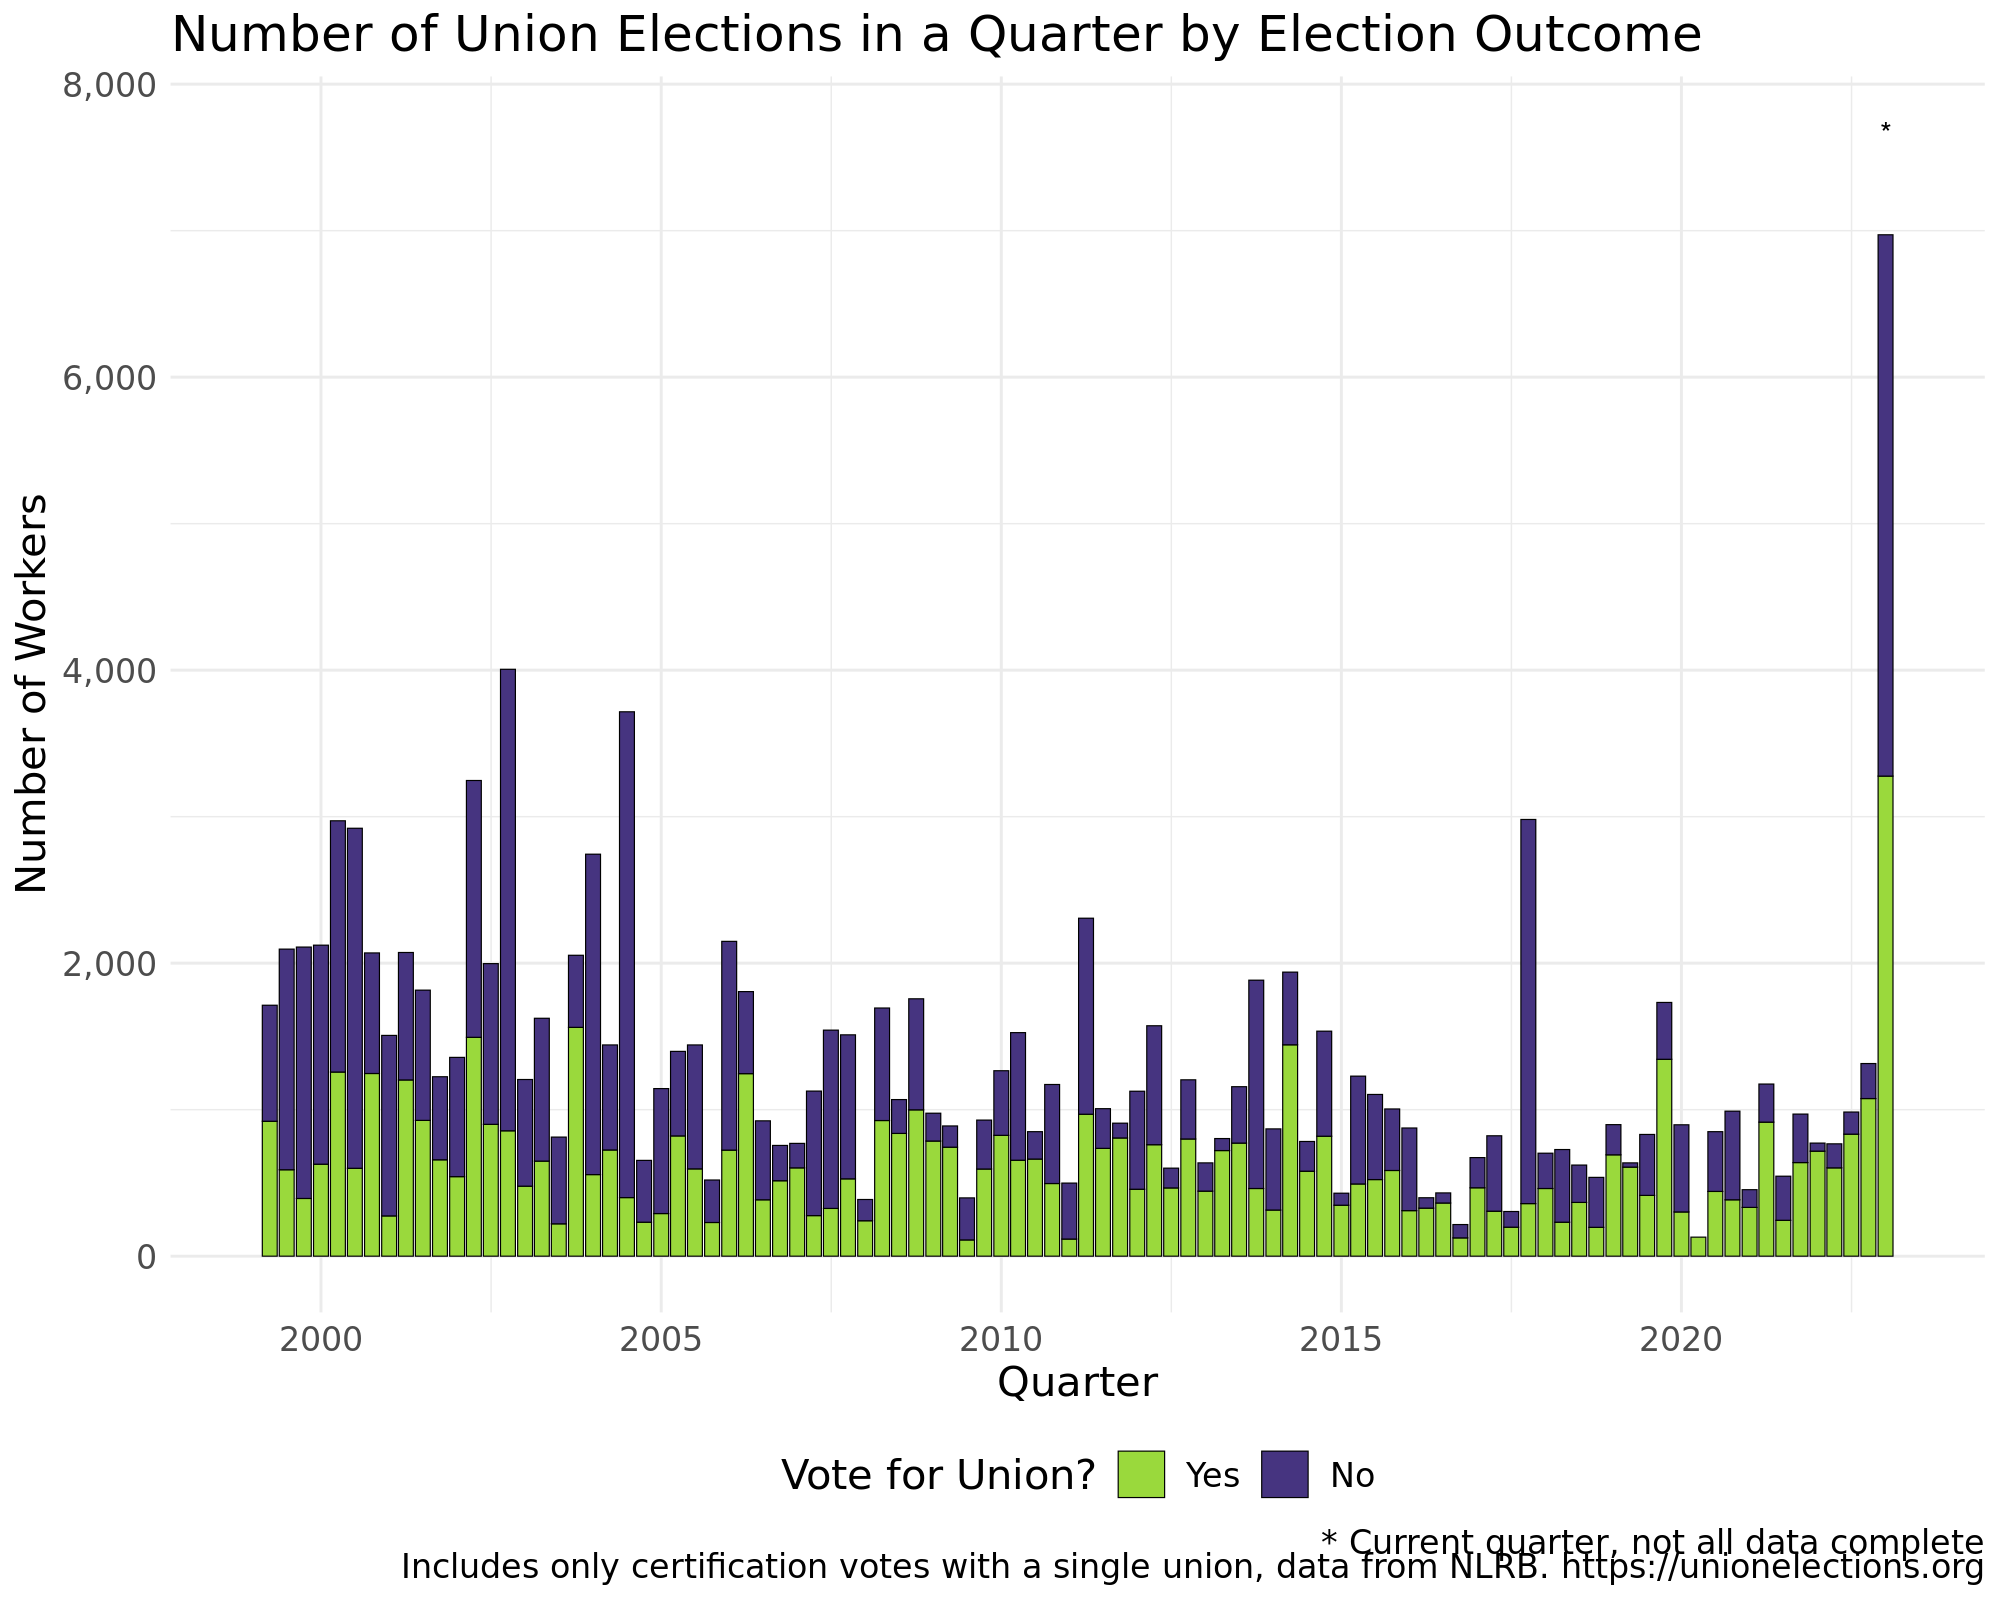 Number of Union Elections in a Quarter by Election Outcome
8,000
*
6,000
4,000
2,000
0
Number of Workers
2000 2005 2010 2015 2020
Quarter
Vote for Union? Yes No
* Current quarter, not all data complete
Includes only certification votes with a single union, data from NLRB. https://unionelections.org